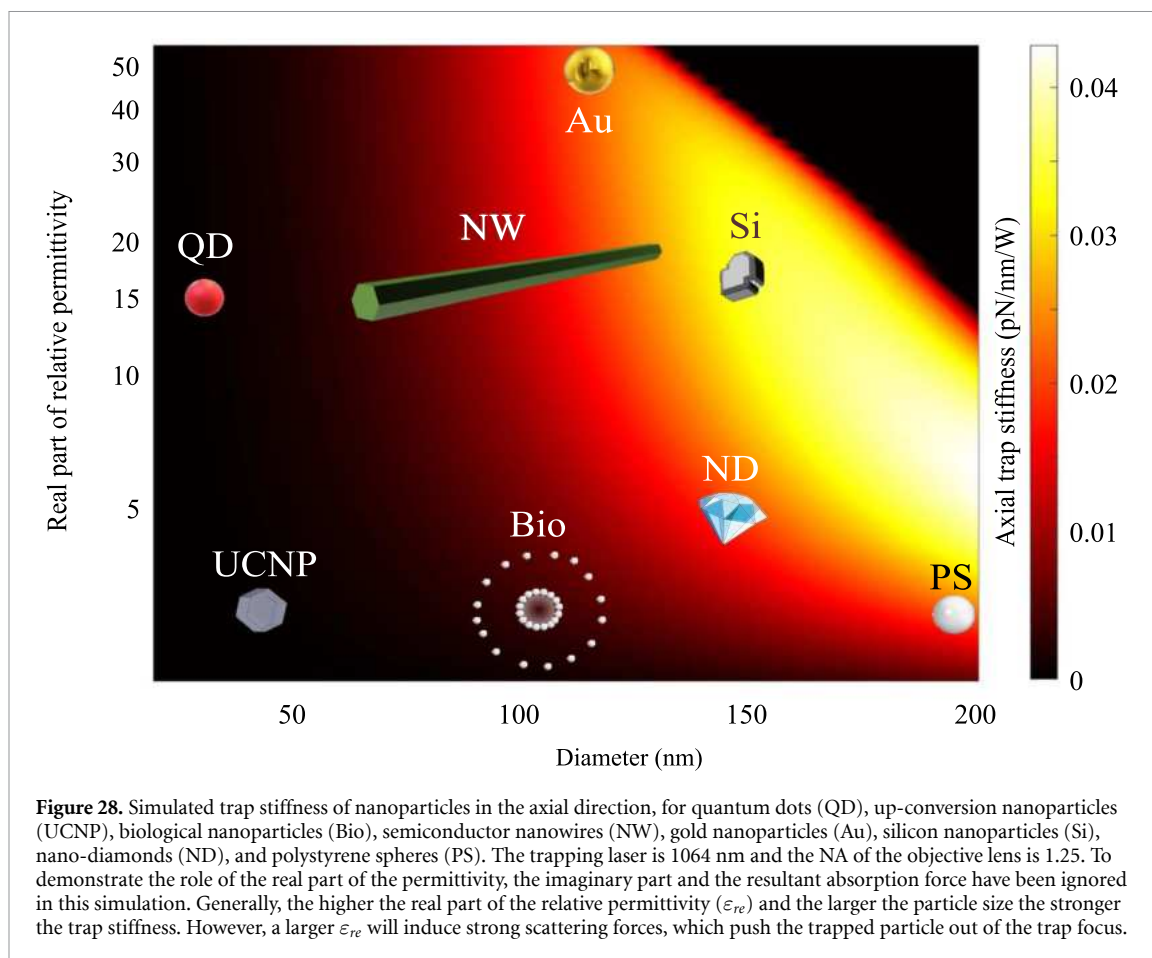 50
40
30
20
15
10
5
Real part of relative permittivity
Au
NW
Si
QD
ND
Bio
UCNP
PS
0.04
0.03
0.02
0.01
0
Axial trap stiffness (pN/nm/W)
50 100 150 200
Diameter (nm)
Figure 28. Simulated trap stiffness of nanoparticles in the axial direction, for quantum dots (QD), up-conversion nanoparticles
(UCNP), biological nanoparticles (Bio), semiconductor nanowires (NW), gold nanoparticles (Au), silicon nanoparticles (Si),
nano-diamonds (ND), and polystyrene spheres (PS). The trapping laser is 1064 nm and the NA of the objective lens is 1.25. To
demonstrate the role of the real part of the permittivity, the imaginary part and the resultant absorption force have been ignored
in this simulation. Generally, the higher the real part of the relative permittivity (εre) and the larger the particle size the stronger
the trap stiffness. However, a larger εre will induce strong scattering forces, which push the trapped particle out of the trap focus.